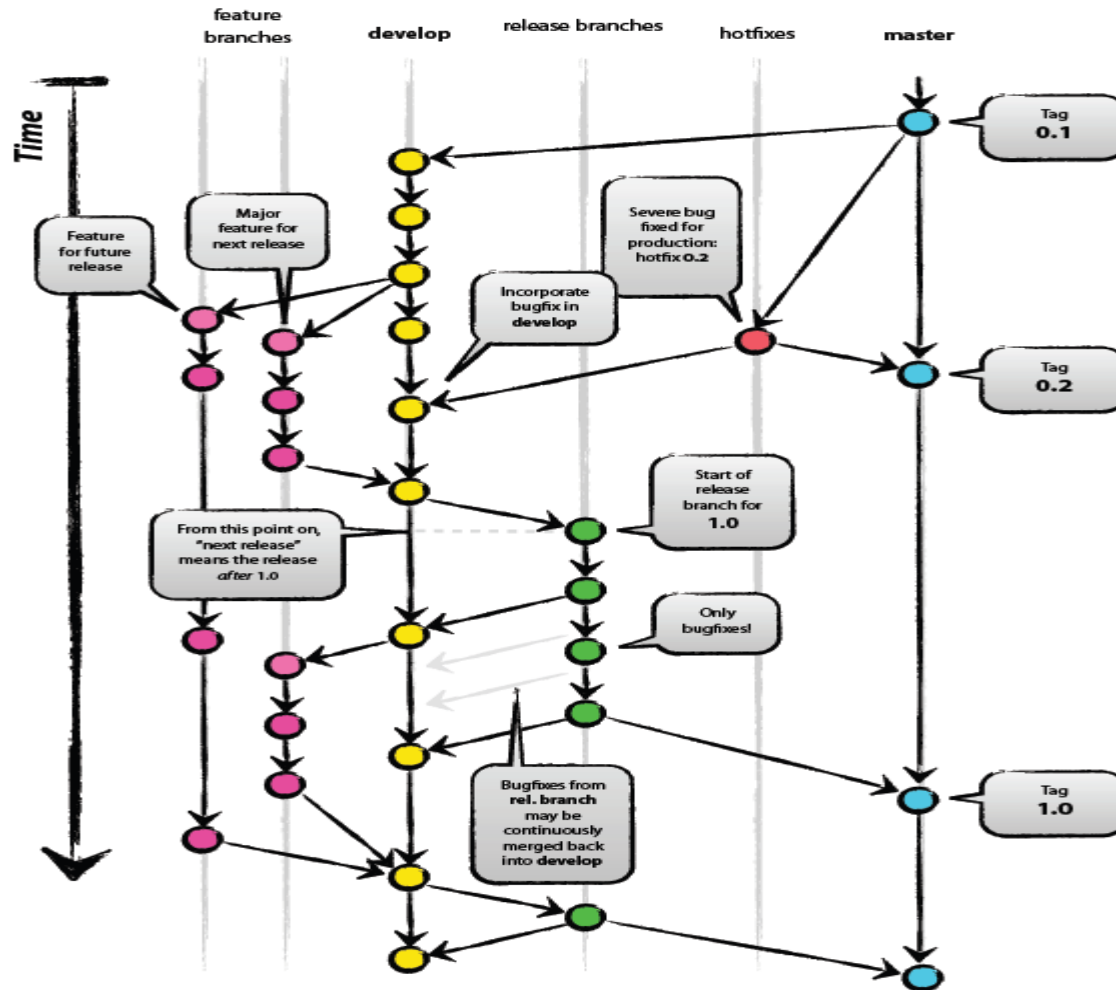 feature
branches
develop
release branches
hotfixes
master
Time
Tag
0.1
Severe bug
fixed for
production:
hotfix 0.2
Major
feature for
next release
Feature
for future
release
Incorporate
bugfix in
develop
Tag
0.2
Start of
release
branch for
1.0
From this point on,
"next release"
means the release
after 1.0
Only
bugfixes!
Bugfixes from
rel. branch
may be
continuously
merged back
into develop
Tag
1.0